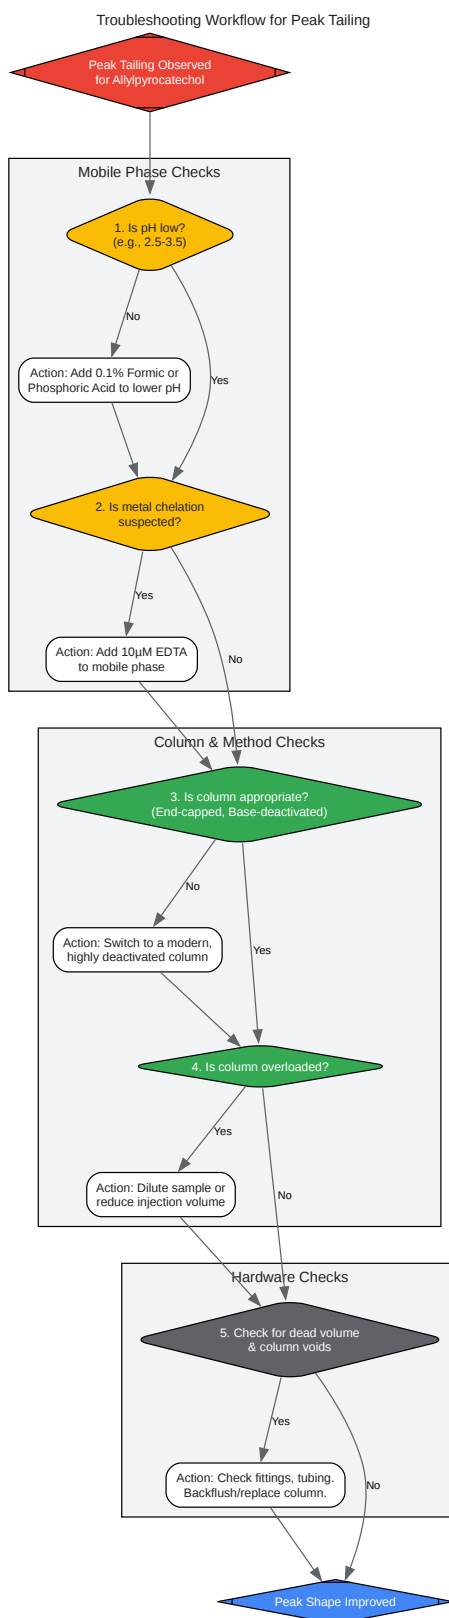 Troubleshooting Workflow for Peak Tailing
Peak Tailing Observed
for Allylpyrocatechol
Mobile Phase Checks
1. Is pH low?
(e.g., 2.5-3.5)
No
Yes
Action: Add 0.1% Formic or
Phosphoric Acid to lower pH
2. Is metal chelation
suspected?
Yes
No
Action: Add 10µM EDTA
to mobile phase
Column & Method Checks
3. Is column appropriate?
(End-capped, Base-deactivated)
No
Yes
Action: Switch to a modern,
highly deactivated column
4. Is column overloaded?
Yes
No
Action: Dilute sample or
reduce injection volume
Hardware Checks
5. Check for dead volume
& column voids
Yes
No
Action: Check fittings, tubing.
Backflush/replace column.
Peak Shape Improved